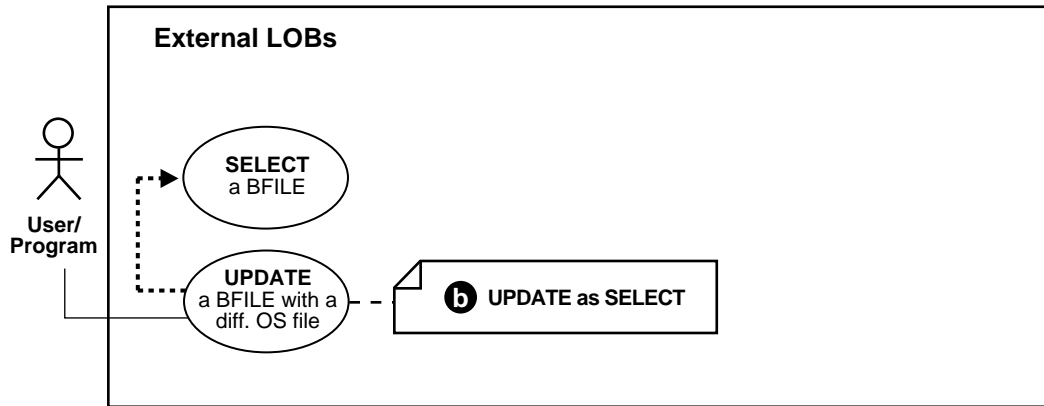 External LOBs
SELECT
a BFILE
User/
Program
UPDATE
a BFILE with a
diff. OS file
b UPDATE as SELECT